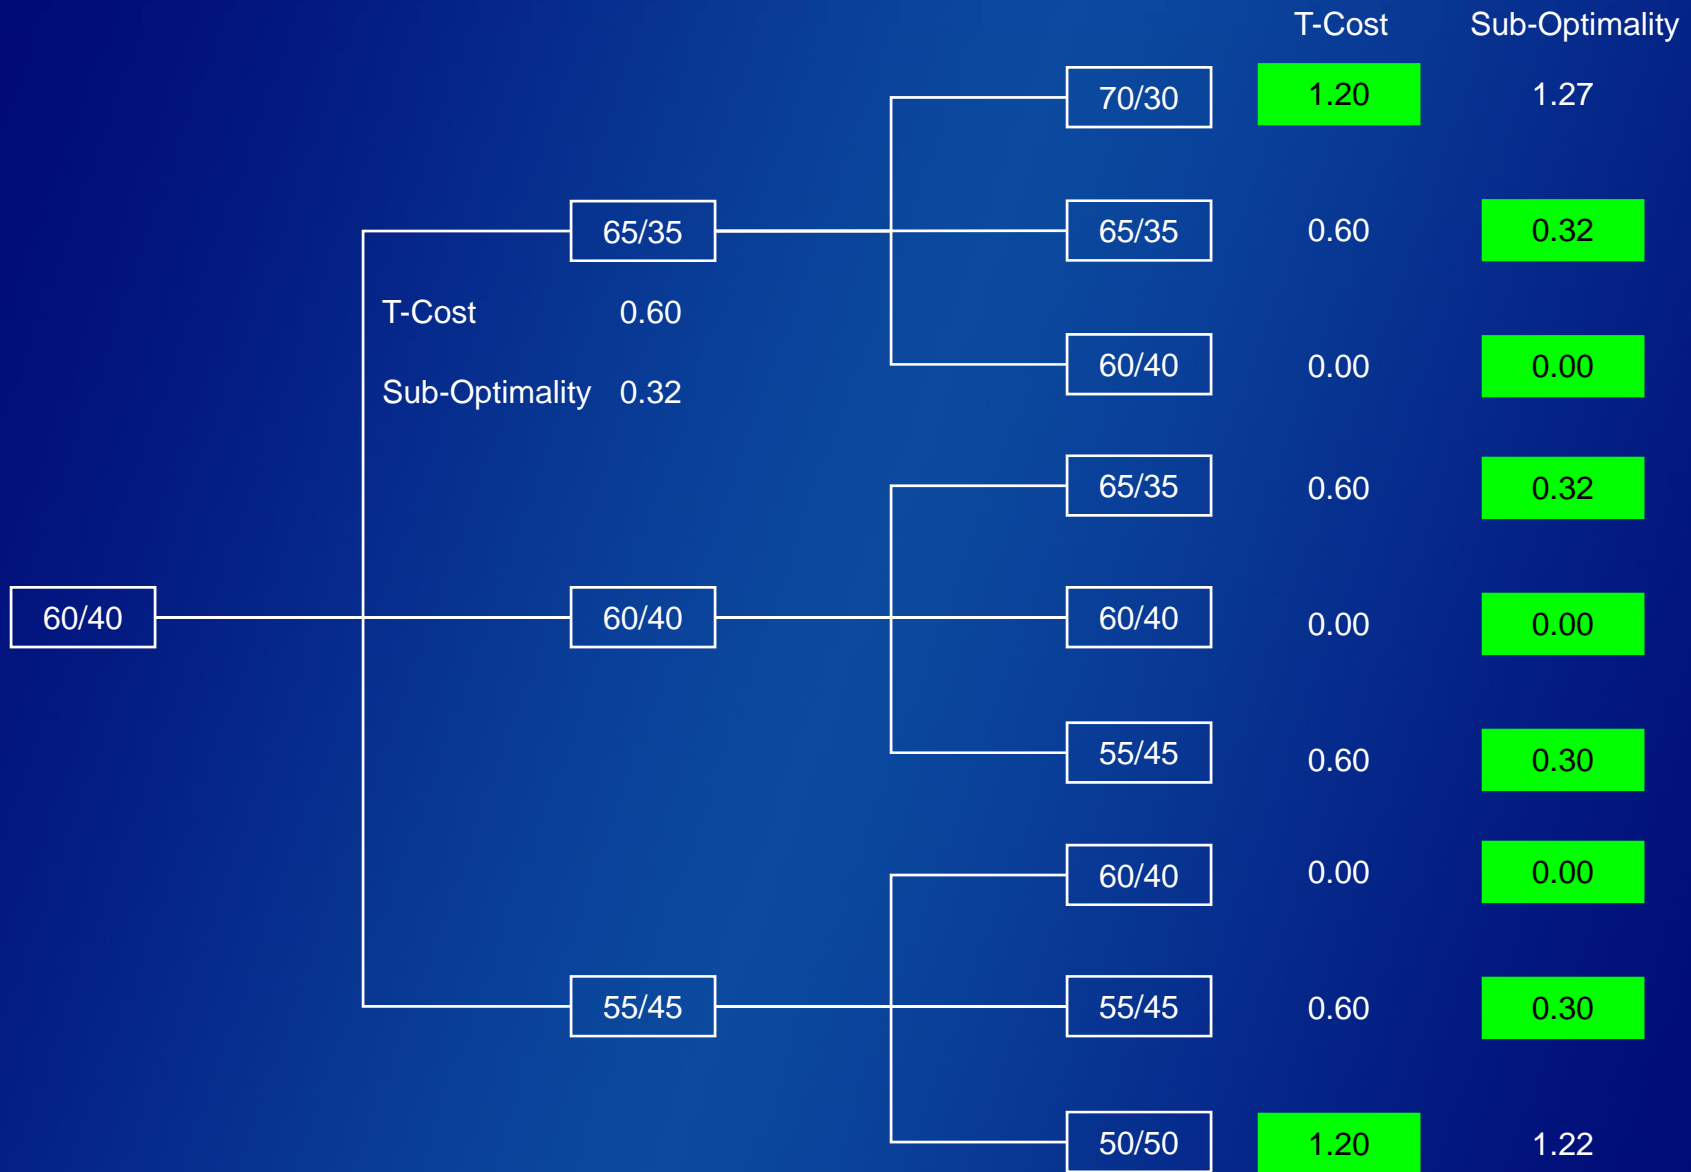 T-Cost Sub-Optimality
70/30 1.20 1.27
65/35 65/35 0.60 0.32
T-Cost 0.60
60/40 0.00 0.00
Sub-Optimality 0.32
65/35 0.60 0.32
60/40 60/40 60/40 0.00 0.00
55/45 0.60 0.30
60/40 0.00 0.00
55/45 55/45 0.60 0.30
50/50 1.20 1.22